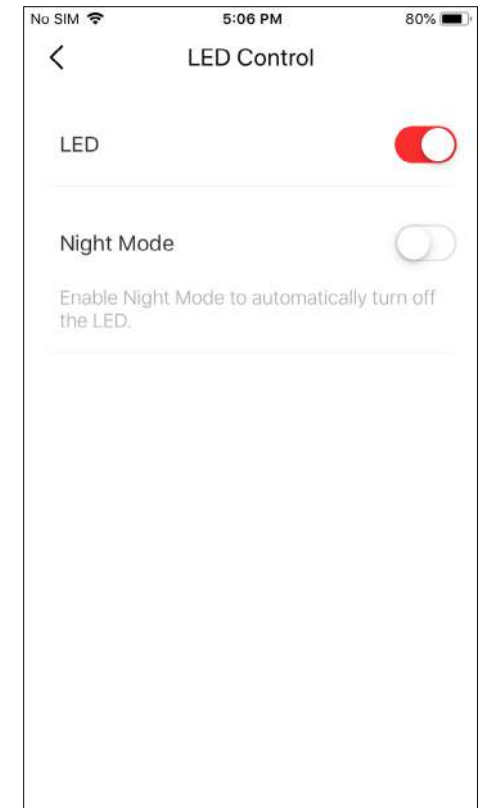 No SIM 5:06 PM 80%
LED Control
LED
Night Mode
Enable Night Mode to automatically turn off
the LED.